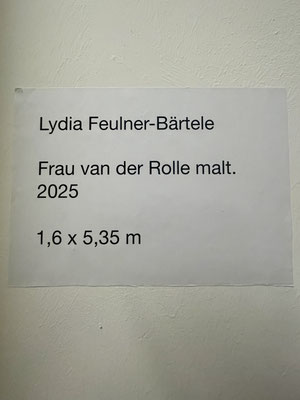 Lydia Feulner-Bärtele
Frau van der Rolle malt.
2025
1,6 x 5,35 m